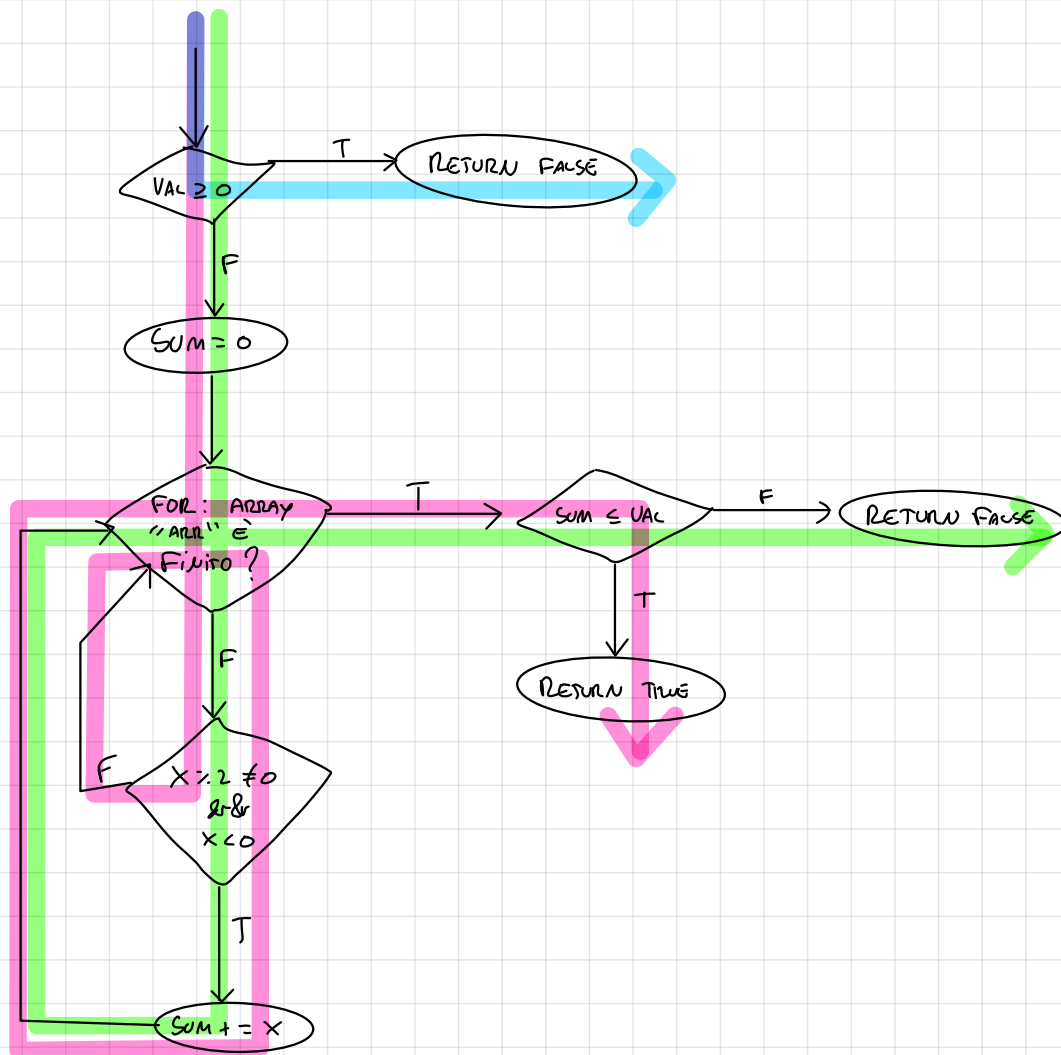 T
RETURN FALSE
VAL ≥ 0
F
SUM = 0
FOR: ARRAY
"ARR" E`
FINITO ?
T
SUM ≤ VAL
F
RETURN FALSE
T
RETURN TRUE
F
F
X % 2 ≠ 0
&&
X < 0
T
SUM += X